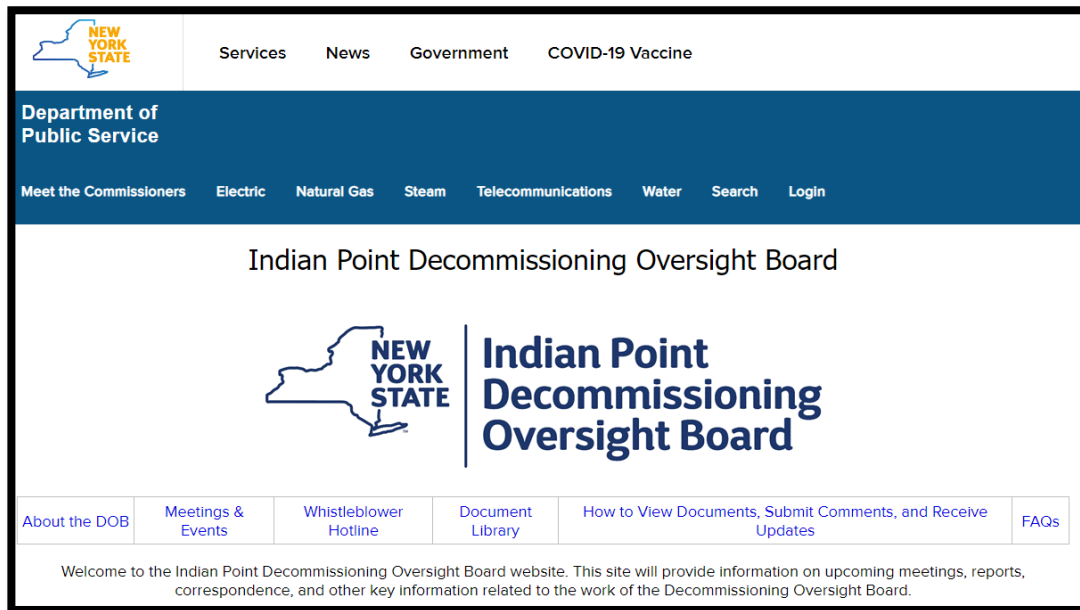 NEW
YORK
STATE
Services News Government COVID-19 Vaccine
Department of
Public Service
Meet the Commissioners Electric Natural Gas Steam Telecommunications Water Search Login
Indian Point Decommissioning Oversight Board
NEW
YORK
STATE
Indian Point
Decommissioning
Oversight Board
About the DOB
Meetings &
Events
Whistleblower
Hotline
Document
Library
How to View Documents, Submit Comments, and Receive
Updates
FAQs
Welcome to the Indian Point Decommissioning Oversight Board website. This site will provide information on upcoming meetings, reports,
correspondence, and other key information related to the work of the Decommissioning Oversight Board.